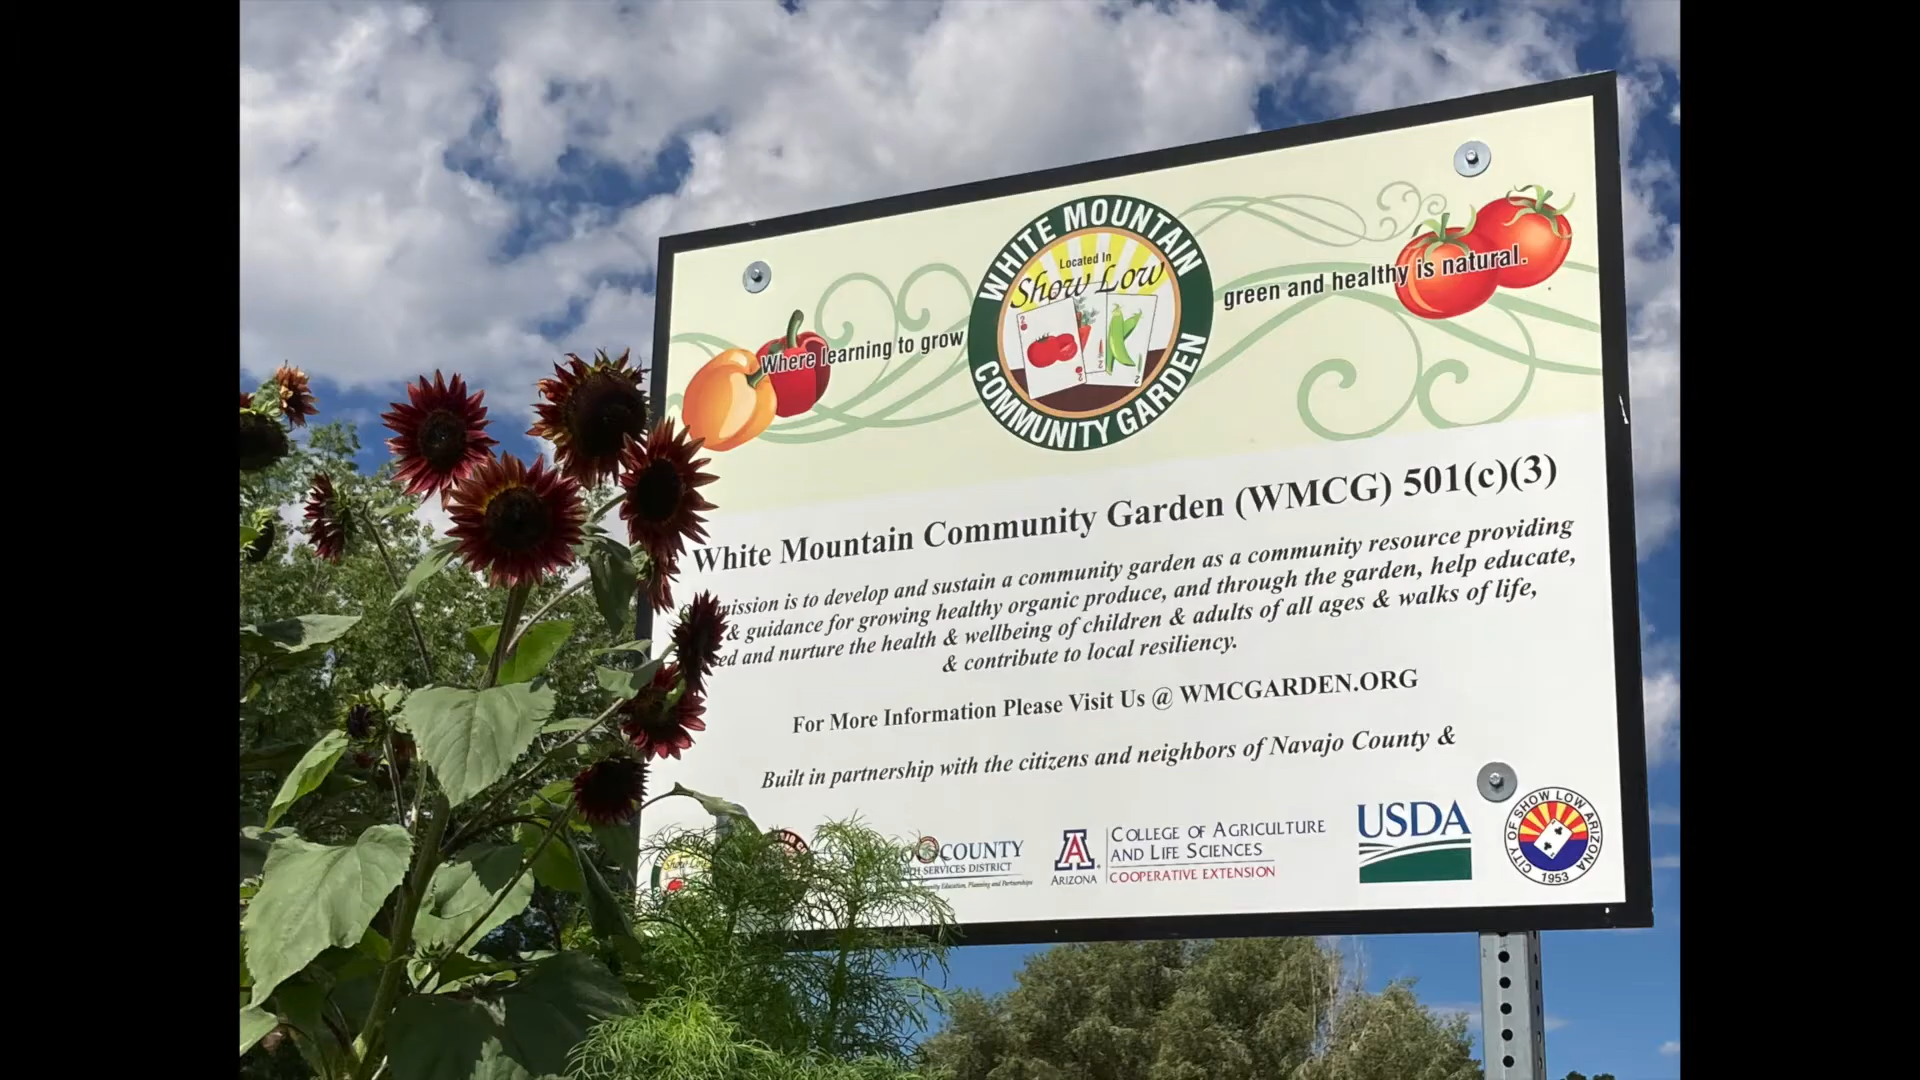 WHITE MOUNTAIN
Located In
Show Low
COMMUNITY GARDEN
Where learning to grow
green and healthy is natural.
White Mountain Community Garden (WMCG) 501(c)(3)
mission is to develop and sustain a community garden as a community resource providing
& guidance for growing healthy organic produce, and through the garden, help educate,
and nurture the health & wellbeing of children & adults of all ages & walks of life,
& contribute to local resiliency.
For More Information Please Visit Us @ WMCGARDEN.ORG
Built in partnership with the citizens and neighbors of Navajo County &
COUNTY
SERVICES DISTRICT
Education, Planning and Partnerships
A
ARIZONA
COLLEGE OF AGRICULTURE
AND LIFE SCIENCES
COOPERATIVE EXTENSION
USDA
CITY OF SHOW LOW ARIZONA
1953